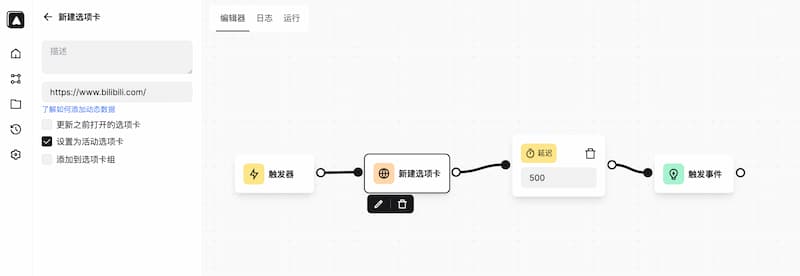 新建选项卡
描述
https://www.bilibili.com/
了解如何添加动态数据
更新之前打开的选项卡
设置为活动选项卡
添加到选项卡组
编辑器 日志 运行
触发器
新建选项卡
延迟
500
触发事件